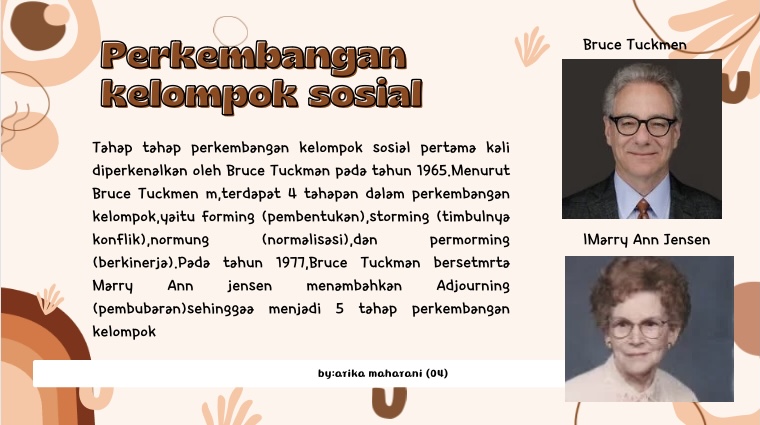 Perkembangan
kelompok sosial
Tahap tahap perkembangan kelompok sosial pertama kali
diperkenalkan oleh Bruce Tuckman pada tahun 1965.Menurut
Bruce Tuckmen m,terdapat 4 tahapan dalam perkembangan
kelompok,yaitu forming (pembentukan),storming (timbulnya
konflik),normung (normalisasi),dan permorming
(berkinerja).Pada tahun 1977,Bruce Tuckman bersetmrta
Marry Ann jensen menambahkan Adjourning
(pembubaran)sehinggaa menjadi 5 tahap perkembangan
kelompok
by:arika maharani (04)
Bruce Tuckmen
lMarry Ann Jensen